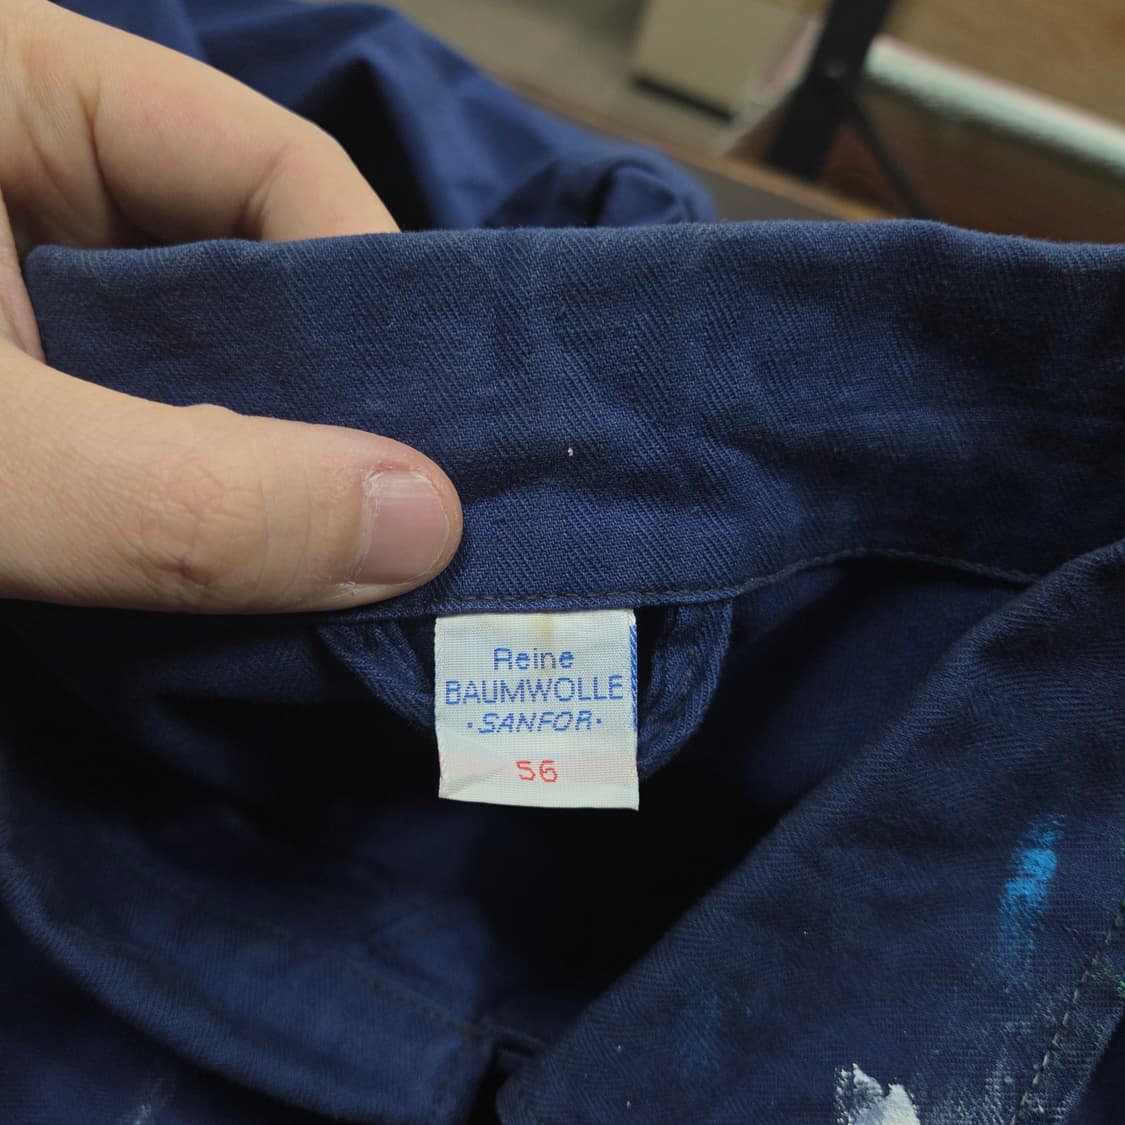 Reine
BAUMWOLLE
·SANFOR·
56